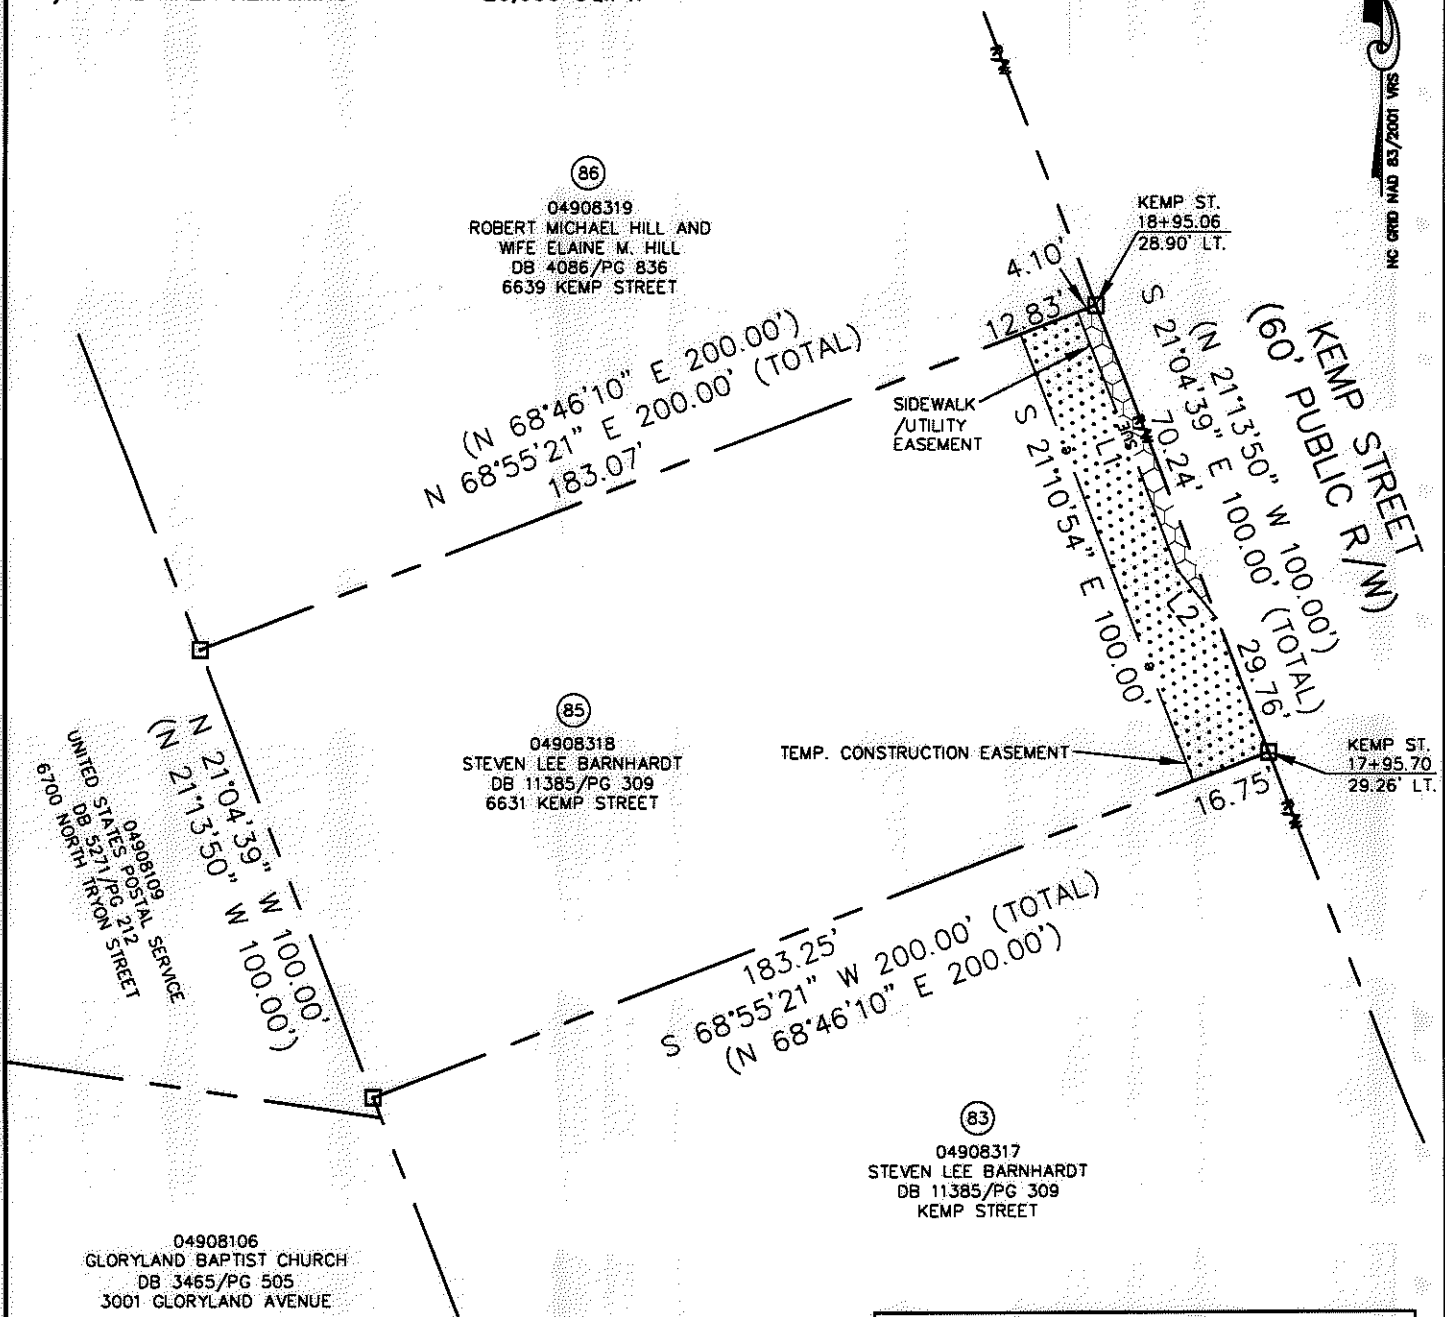 NC GRID NAD 83/2001 VRS
R/W
86
04908319
ROBERT MICHAEL HILL AND
WIFE ELAINE M. HILL
DB 4086/PG 836
6639 KEMP STREET
KEMP ST.
18+95.06
28.90' LT.
4.10'
12.83'
(N 68°46'10" E 200.00')
N 68°55'21" E 200.00' (TOTAL)
183.07'
SIDEWALK
/UTILITY
EASEMENT
KEMP STREET
(60' PUBLIC R/W)
(N 21°13'50" W 100.00')
S 21°04'39" E 100.00' (TOTAL)
70.24'
R/W
SUE
L1
S 21°10'54" E 100.00'
L2
29.76'
85
04908318
STEVEN LEE BARNHARDT
DB 11385/PG 309
6631 KEMP STREET
TEMP. CONSTRUCTION EASEMENT
KEMP ST.
17+95.70
29.26' LT.
16.75'
R/W
N 21°04'39" W 100.00'
(N 21°13'50" W 100.00')
04908109
UNITED STATES POSTAL SERVICE
DB 5271/PG 212
6700 NORTH TRYON STREET
183.25'
S 68°55'21" W 200.00' (TOTAL)
(N 68°46'10" E 200.00')
83
04908317
STEVEN LEE BARNHARDT
DB 11385/PG 309
KEMP STREET
04908106
GLORYLAND BAPTIST CHURCH
DB 3465/PG 505
3001 GLORYLAND AVENUE